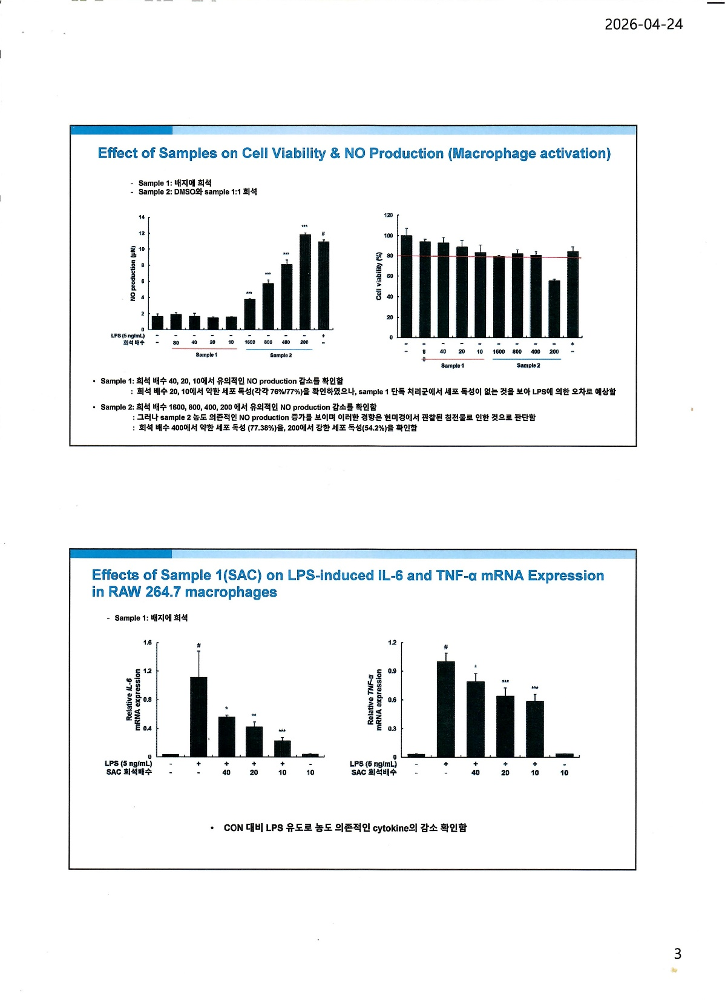 2026-04-24
Effect of Samples on Cell Viability & NO Production (Macrophage activation)
- Sample 1: 배지에 희석
- Sample 2: DMSO와 sample 1:1 희석
NO production (μM)
14
12
10
8
6
4
2
0
***
***
***
***
#
LPS (5 ng/mL) - - - - - - - - - +
희석 배수 - 80 40 20 10 1600 800 400 200 -
Sample 1 Sample 2
Cell viability (%)
120
100
80
60
40
20
0
- - - - - - - - - +
- 80 40 20 10 1600 800 400 200 -
Sample 1 Sample 2
• Sample 1: 희석 배수 40, 20, 10에서 유의적인 NO production 감소를 확인함
: 희석 배수 20, 10에서 약한 세포 독성(각각 76%/77%)을 확인하였으나, sample 1 단독 처리군에서 세포 독성이 없는 것을 보아 LPS에 의한 오차로 예상함
• Sample 2: 희석 배수 1600, 800, 400, 200 에서 유의적인 NO production 감소를 확인함
: 그러나 sample 2 농도 의존적인 NO production 증가를 보이며 이러한 경향은 현미경에서 관찰된 침전물로 인한 것으로 판단함
: 희석 배수 400에서 약한 세포 독성 (77.38%)을, 200에서 강한 세포 독성(54.2%)을 확인함
Effects of Sample 1(SAC) on LPS-induced IL-6 and TNF-α mRNA Expression
in RAW 264.7 macrophages
- Sample 1: 배지에 희석
Relative IL-6
mRNA expression
1.6
1.2
0.8
0.4
0
#
*
**
***
LPS (5 ng/mL) - + + + + -
SAC 희석배수 - - 40 20 10 10
Relative TNF-α
mRNA expression
1.2
0.9
0.6
0.3
0
#
*
***
***
LPS (5 ng/mL) - + + + + -
SAC 희석배수 - - 40 20 10 10
• CON 대비 LPS 유도로 농도 의존적인 cytokine의 감소 확인함
3